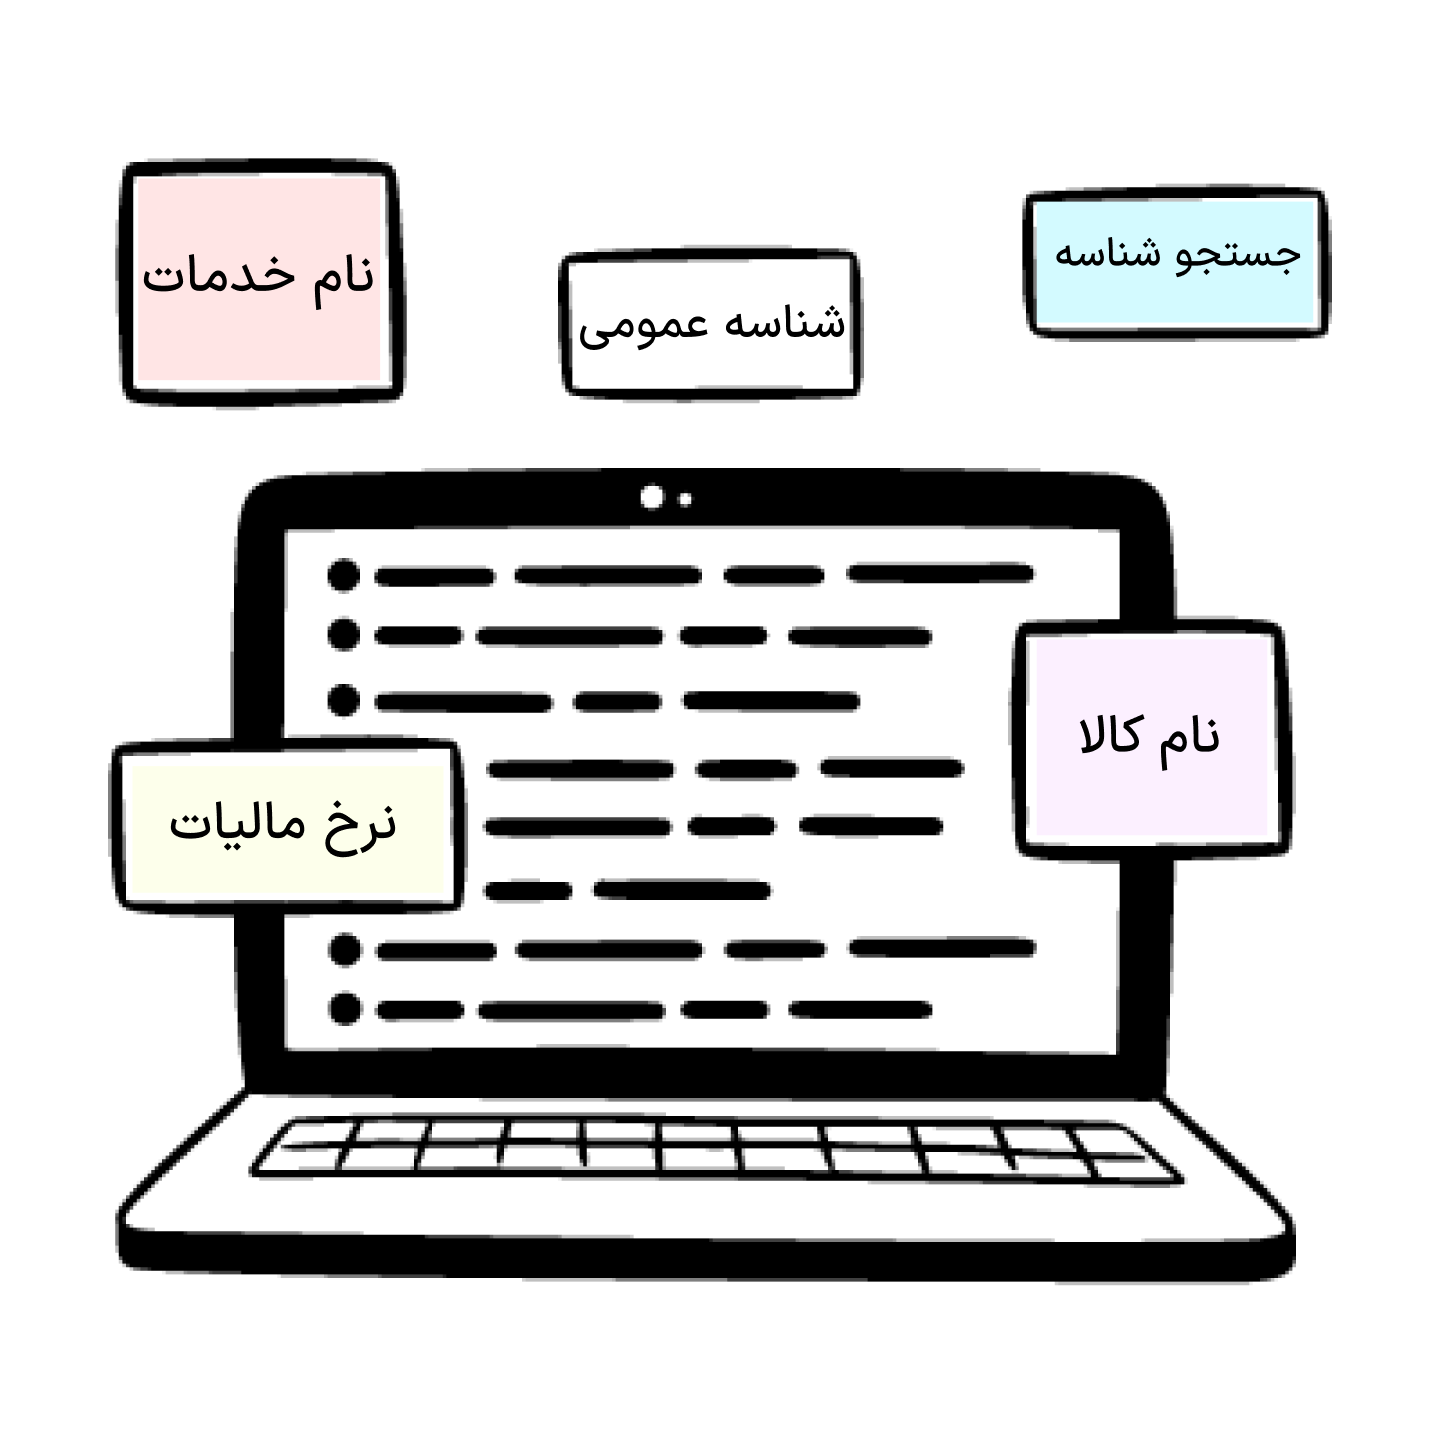 جستجو شناسه
شناسه عمومی
نام خدمات
نام کالا
نرخ مالیات